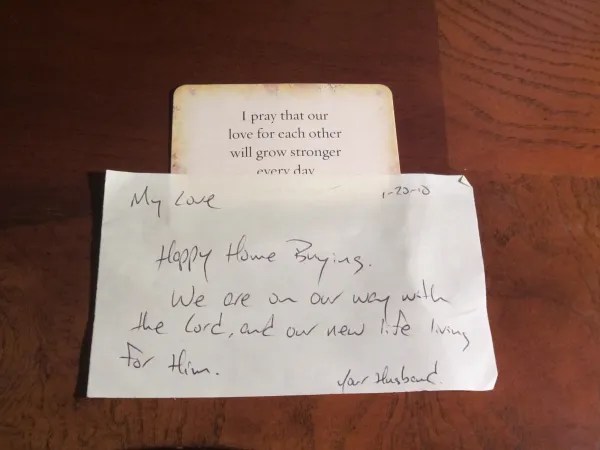 I pray that our
love for each other
will grow stronger
every day
My Love 1-20-10
Happy Home Buying.
We are on our way with
the Lord, and our new life living
for Him.
Your Husband.